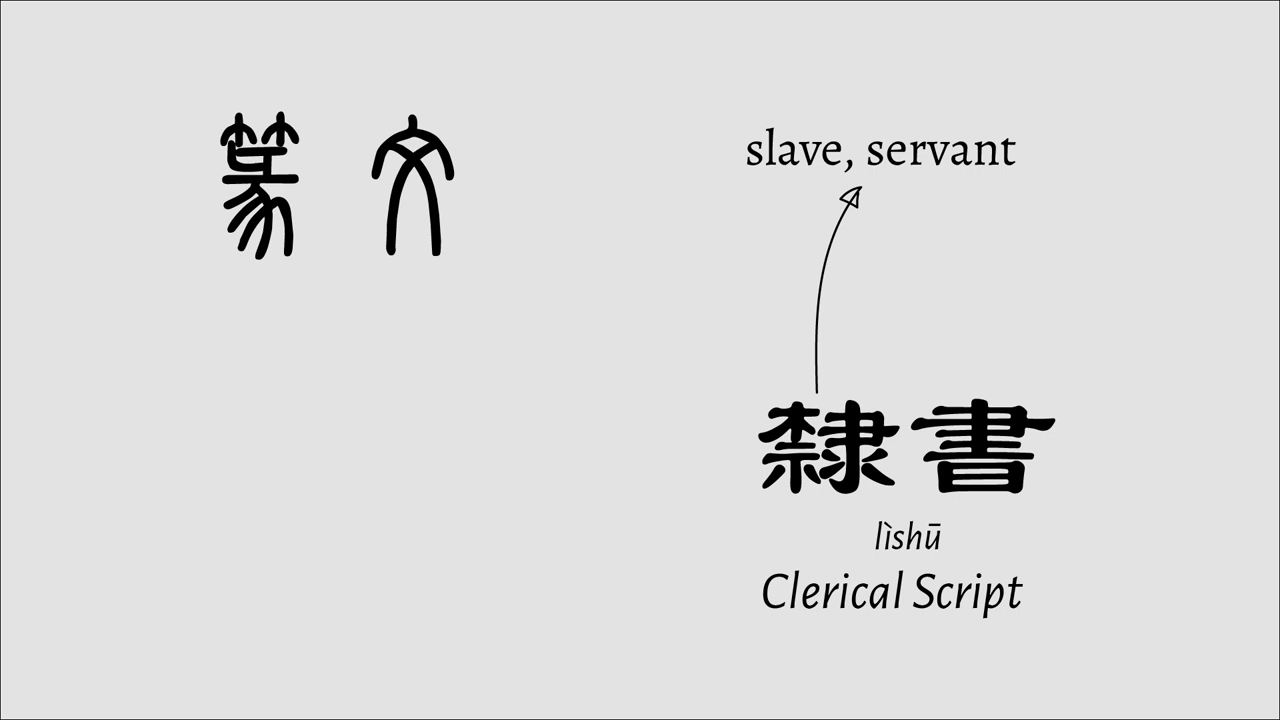 篆文
slave, servant
隸書
lìshū
Clerical Script